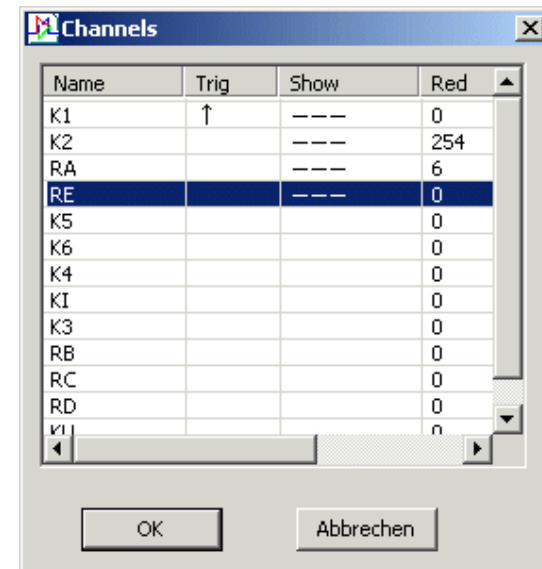 Channels
Name Trig Show Red
K1 ↑ --- 0
K2 --- 254
RA --- 6
RE --- 0
K5 0
K6 0
K4 0
KI 0
K3 0
RB 0
RC 0
RD 0
OK Abbrechen